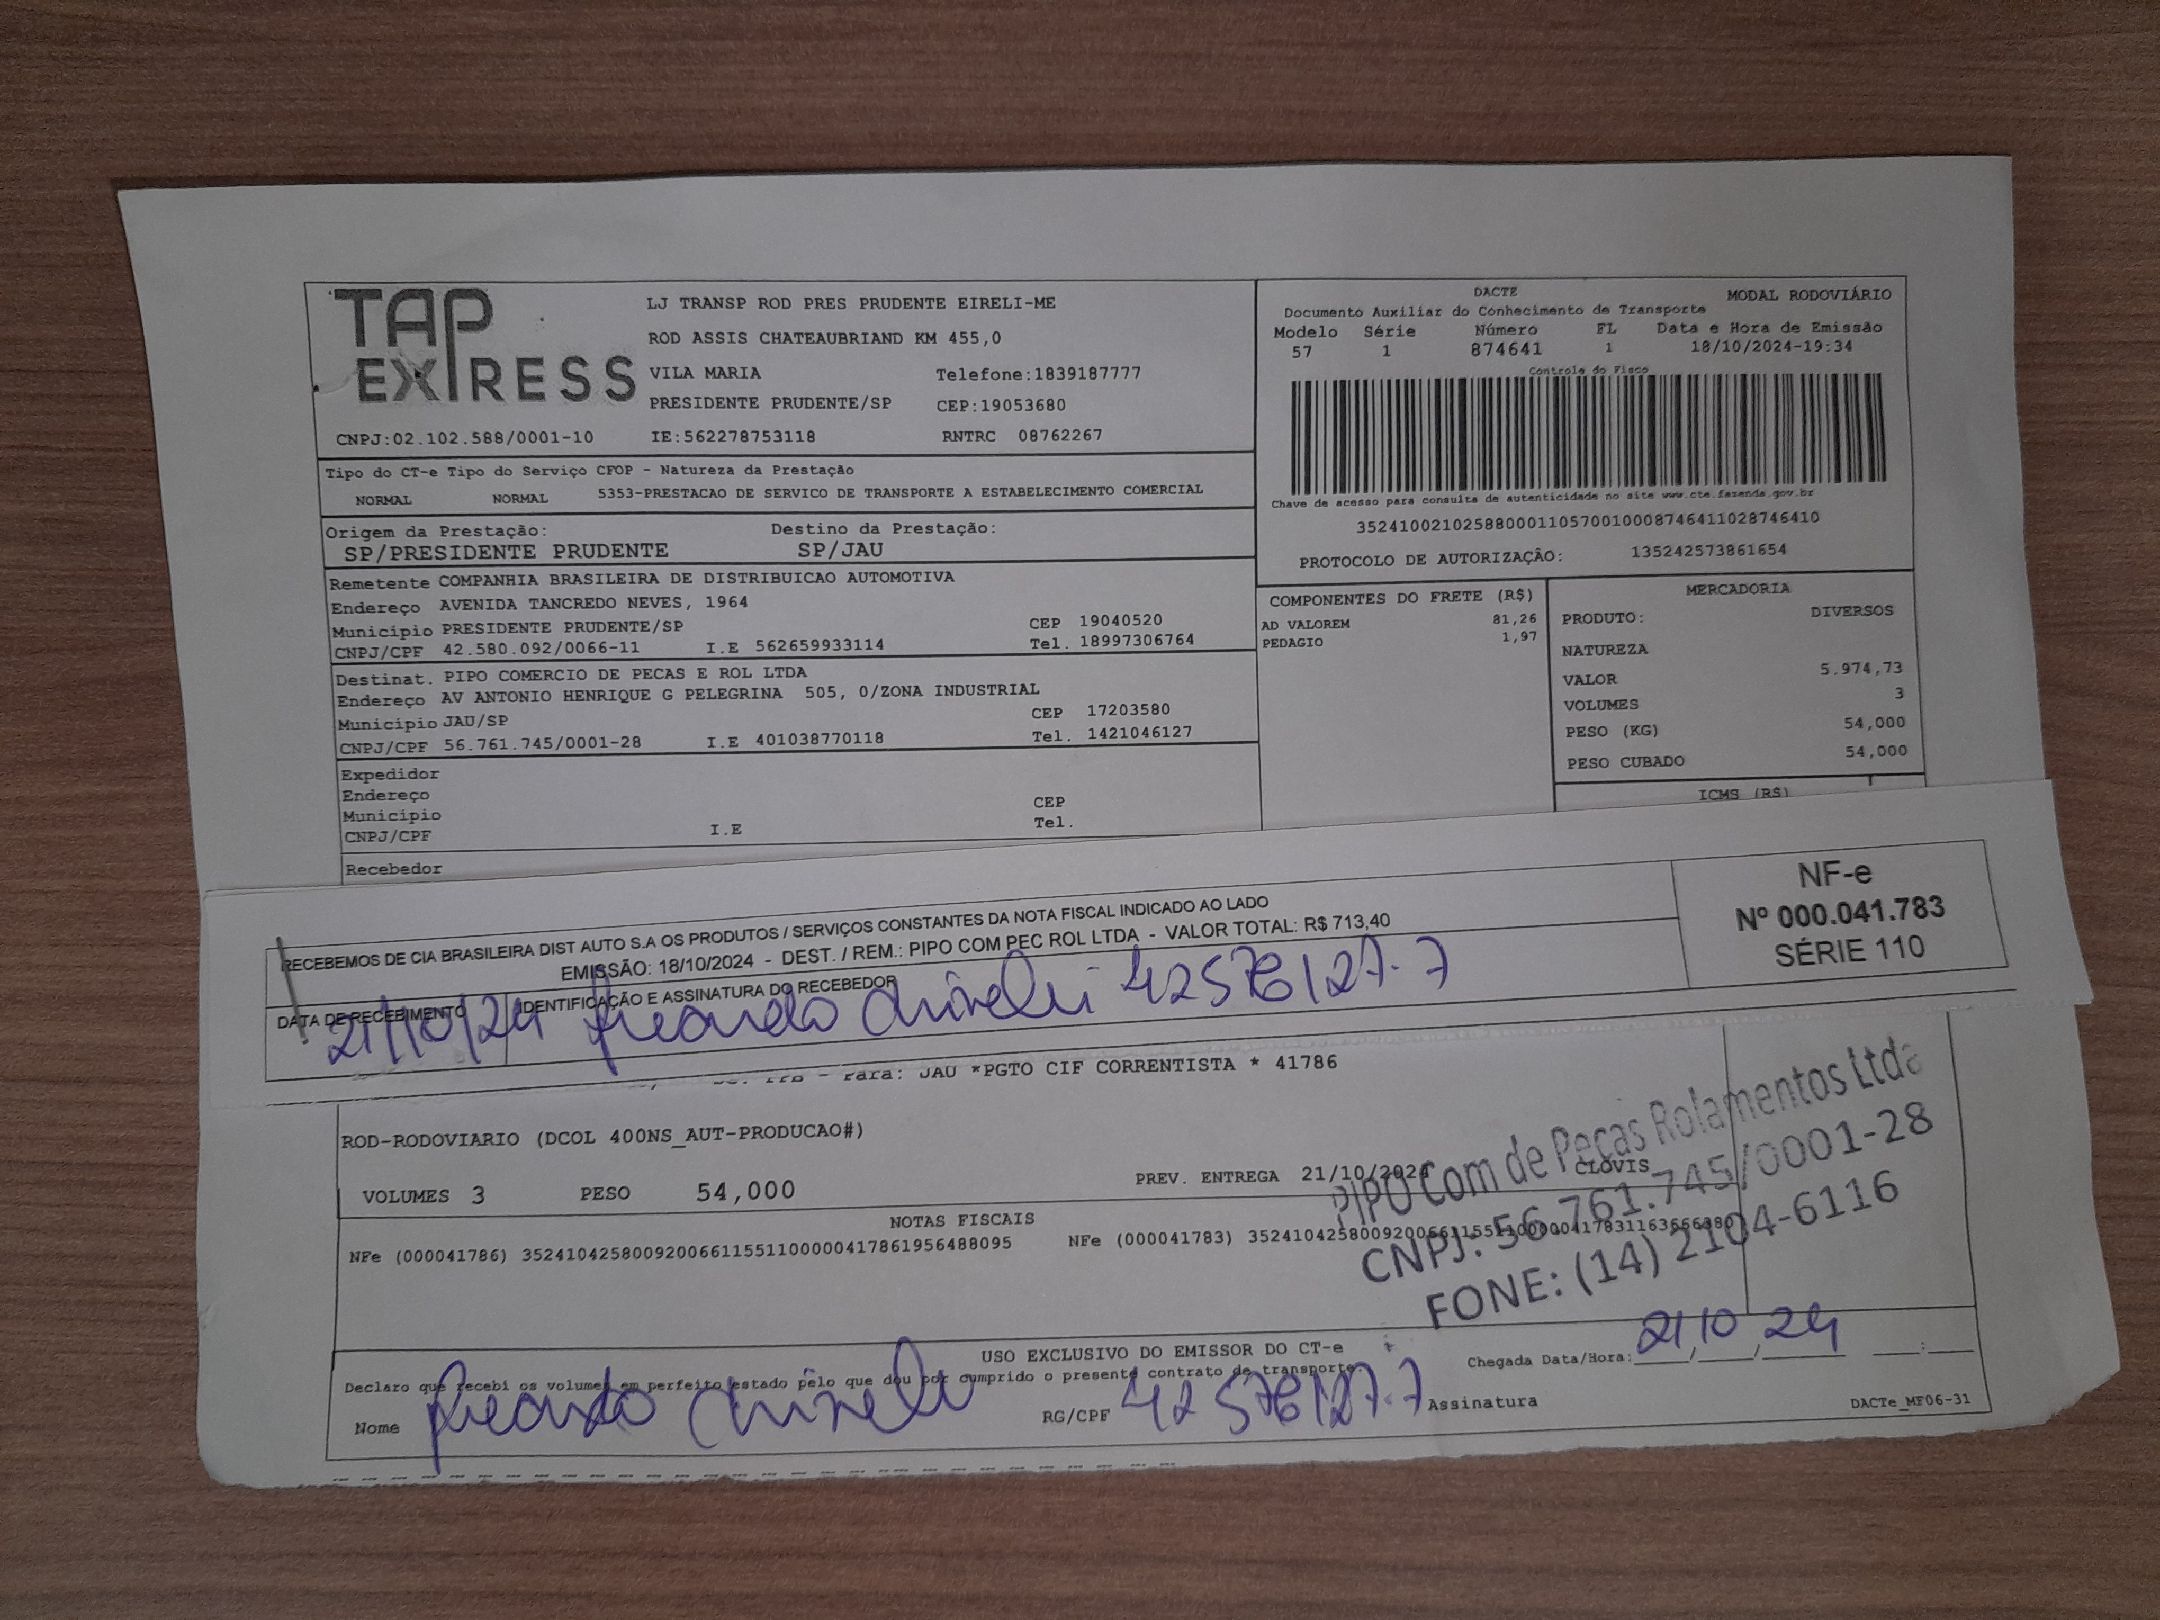 TAP EXPRESS
LJ TRANSP ROD PRES PRUDENTE EIRELI-ME
ROD ASSIS CHATEAUBRIAND KM 455,0
VILA MARIA Telefone:1839187777
PRESIDENTE PRUDENTE/SP CEP:19053680
CNPJ:02.102.588/0001-10 IE:562278753118 RNTRC 08762267
DACTE MODAL RODOVIÁRIO
Documento Auxiliar do Conhecimento de Transporte
Modelo Série Número FL Data e Hora de Emissão
57 1 874641 1 18/10/2024-19:34
Controle do Fisco
Chave de acesso para consulta de autenticidade no site www.cte.fazenda.gov.br
35241002102588000110570010008746411028746410
PROTOCOLO DE AUTORIZAÇÃO: 135242573861654
Tipo do CT-e Tipo do Serviço CFOP - Natureza da Prestação
NORMAL NORMAL 5353-PRESTACAO DE SERVICO DE TRANSPORTE A ESTABELECIMENTO COMERCIAL
Origem da Prestação: Destino da Prestação:
SP/PRESIDENTE PRUDENTE SP/JAU
Remetente COMPANHIA BRASILEIRA DE DISTRIBUICAO AUTOMOTIVA
Endereço AVENIDA TANCREDO NEVES, 1964
Município PRESIDENTE PRUDENTE/SP CEP 19040520
CNPJ/CPF 42.580.092/0066-11 I.E 562659933114 Tel. 18997306764
Destinat. PIPO COMERCIO DE PECAS E ROL LTDA
Endereço AV ANTONIO HENRIQUE G PELEGRINA 505, 0/ZONA INDUSTRIAL
Município JAU/SP CEP 17203580
CNPJ/CPF 56.761.745/0001-28 I.E 401038770118 Tel. 1421046127
Expedidor
Endereço
Município CEP
CNPJ/CPF I.E Tel.
Recebedor
COMPONENTES DO FRETE (R$)
AD VALOREM 81,26
PEDAGIO 1,97
MERCADORIA
PRODUTO: DIVERSOS
NATUREZA
VALOR 5.974,73
VOLUMES 3
PESO (KG) 54,000
PESO CUBADO 54,000
ICMS (R$)
RECEBEMOS DE CIA BRASILEIRA DIST AUTO S.A OS PRODUTOS / SERVIÇOS CONSTANTES DA NOTA FISCAL INDICADO AO LADO
EMISSÃO: 18/10/2024 - DEST. / REM.: PIPO COM PEC ROL LTDA - VALOR TOTAL: R$ 713,40
DATA DE RECEBIMENTO IDENTIFICAÇÃO E ASSINATURA DO RECEBEDOR
21/10/24 42576127-7
NF-e
Nº 000.041.783
SÉRIE 110
Para: JAU *PGTO CIF CORRENTISTA * 41786
ROD-RODOVIARIO (DCOL 400NS_AUT-PRODUCAO#)
PREV. ENTREGA 21/10/2024 CLOVIS
VOLUMES 3 PESO 54,000
NOTAS FISCAIS
NFe (000041786) 35241042580092006611551100000417861956488095 NFe (000041783)
PIPO Com de Peças Rolamentos Ltda
CNPJ: 56.761.745/0001-28
FONE: (14) 2104-6116
USO EXCLUSIVO DO EMISSOR DO CT-e
Declaro que recebi os volumes em perfeito estado pelo que dou por cumprido o presente contrato de transporte.
Chegada Data/Hora: 21/10/24
Nome RG/CPF 42576127-7 Assinatura
DACTe_MF06-31